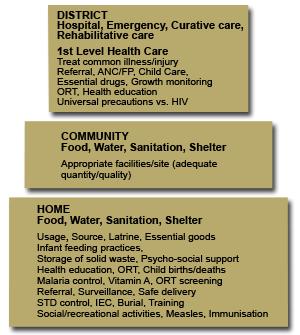 DISTRICT
Hospital, Emergency, Curative care,
Rehabilitative care
1st Level Health Care
Treat common illness/injury
Referral, ANC/FP, Child Care,
Essential drugs, Growth monitoring
ORT, Health education
Universal precautions vs. HIV
COMMUNITY
Food, Water, Sanitation, Shelter
Appropriate facilities/site (adequate
quantity/quality)
HOME
Food, Water, Sanitation, Shelter
Usage, Source, Latrine, Essential goods
Infant feeding practices,
Storage of solid waste, Psycho-social support
Health education, ORT, Child births/deaths
Malaria control, Vitamin A, ORT screening
Referral, Surveillance, Safe delivery
STD control, IEC, Burial, Training
Social/recreational activities, Measles, Immunisation